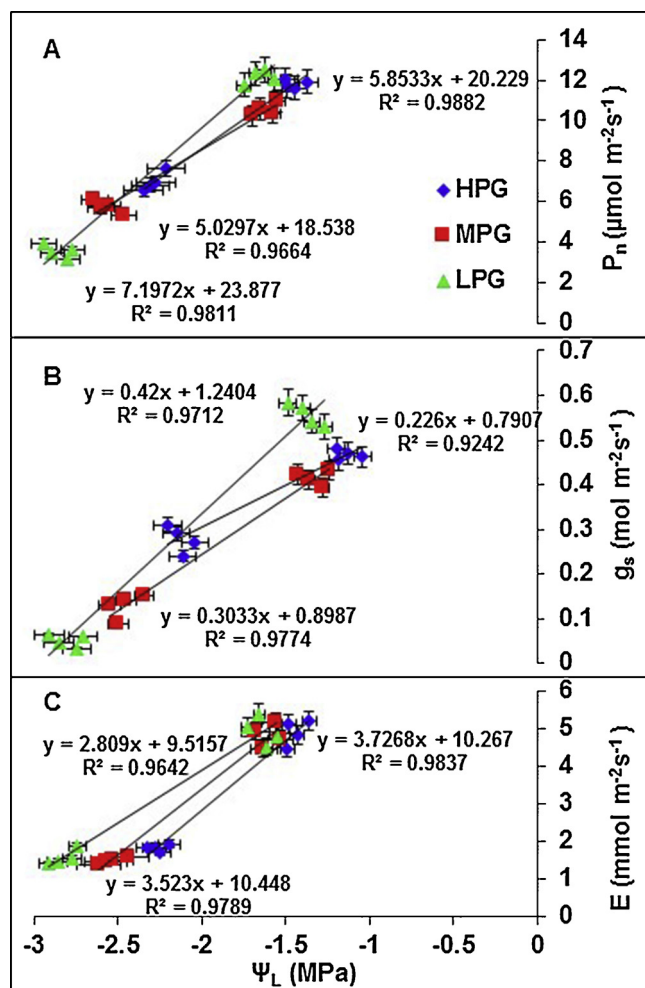 A
14
12
10
8
6
4
2
0
Pₙ (µmol m⁻²s⁻¹)
y = 5.8533x + 20.229
R² = 0.9882
HPG
MPG
LPG
y = 5.0297x + 18.538
R² = 0.9664
y = 7.1972x + 23.877
R² = 0.9811
B
0.7
0.6
0.5
0.4
0.3
0.2
0.1
0
gₛ (mol m⁻²s⁻¹)
y = 0.42x + 1.2404
R² = 0.9712
y = 0.226x + 0.7907
R² = 0.9242
y = 0.3033x + 0.8987
R² = 0.9774
C
6
5
4
3
2
1
0
E (mmol m⁻²s⁻¹)
y = 2.809x + 9.5157
R² = 0.9642
y = 3.7268x + 10.267
R² = 0.9837
y = 3.523x + 10.448
R² = 0.9789
-3 -2.5 -2 -1.5 -1 -0.5 0
Ψ_L (MPa)